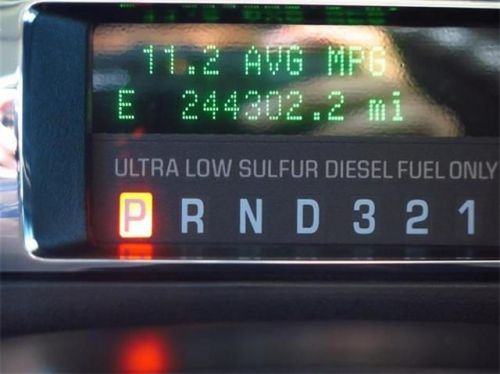 11.2 AVG MPG
E 244302.2 mi
ULTRA LOW SULFUR DIESEL FUEL ONLY
P R N D 3 2 1